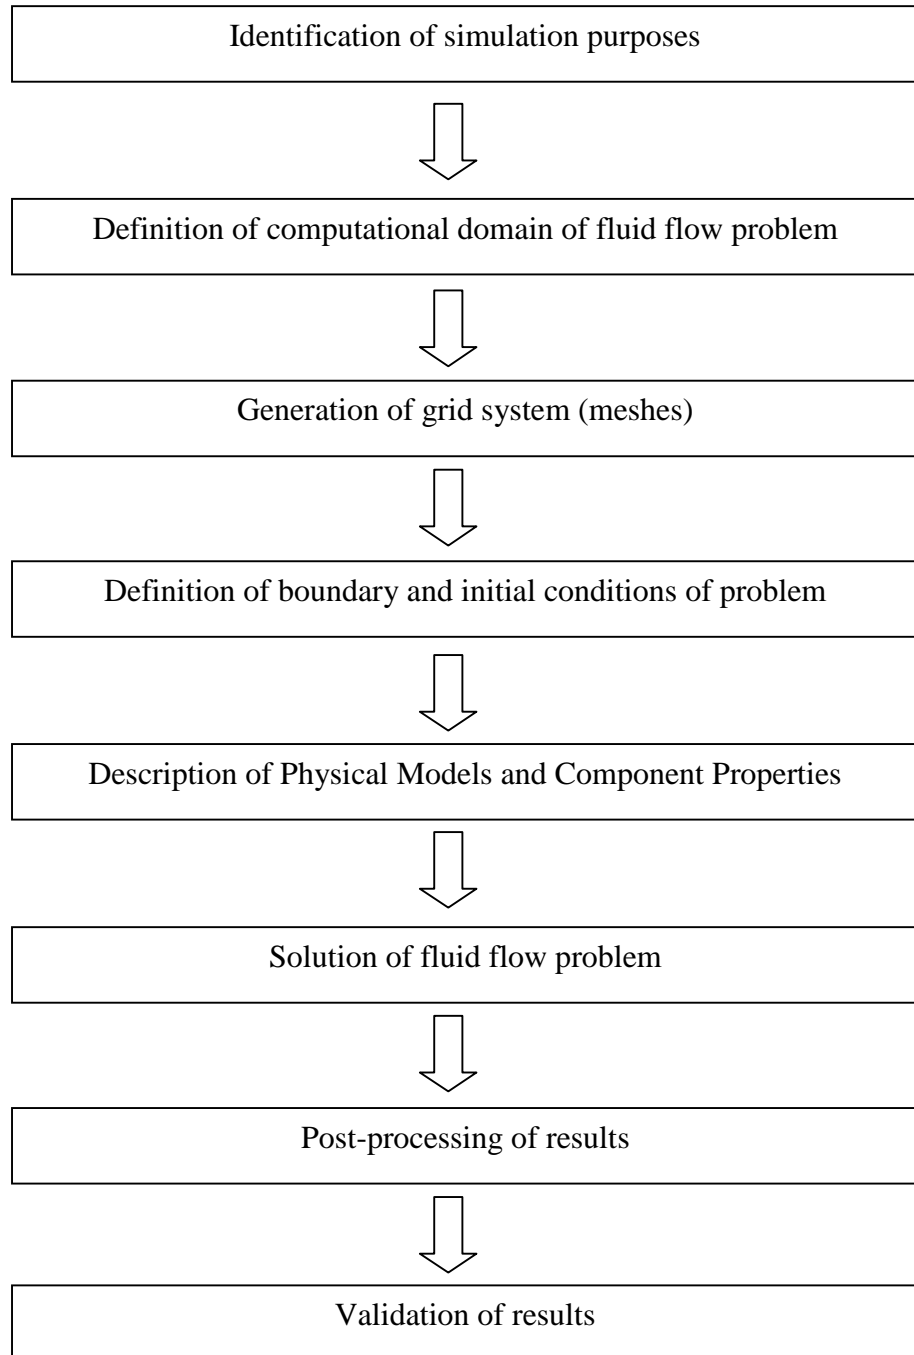 Identification of simulation purposes
Definition of computational domain of fluid flow problem
Generation of grid system (meshes)
Definition of boundary and initial conditions of problem
Description of Physical Models and Component Properties
Solution of fluid flow problem
Post-processing of results
Validation of results